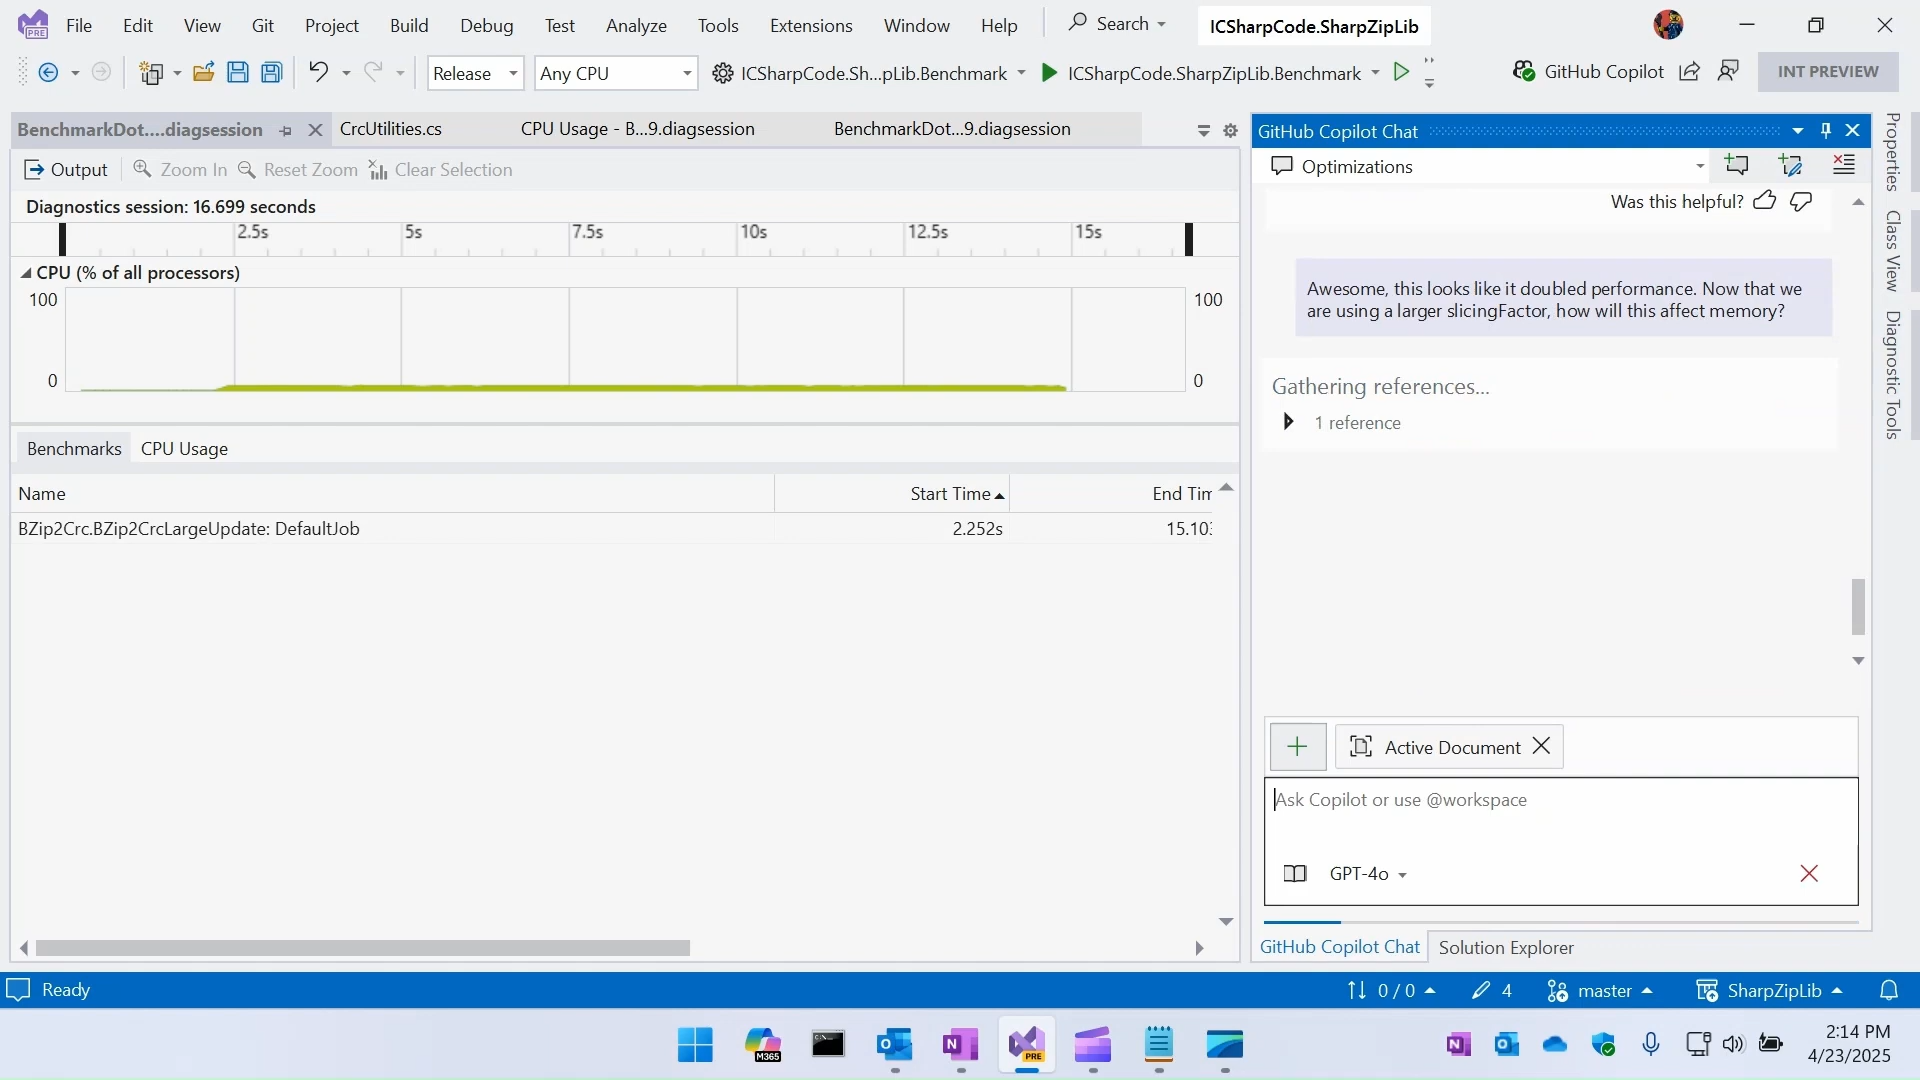 File Edit View Git Project Build Debug Test Analyze Tools Extensions Window Help Search ICSharpCode.SharpZipLib
PRE
Release Any CPU ICSharpCode.Sh...pLib.Benchmark ICSharpCode.SharpZipLib.Benchmark GitHub Copilot INT PREVIEW
BenchmarkDot....diagsession CrcUtilities.cs CPU Usage - B...9.diagsession BenchmarkDot...9.diagsession
Output Zoom In Reset Zoom Clear Selection
Diagnostics session: 16.699 seconds
2.5s 5s 7.5s 10s 12.5s 15s
CPU (% of all processors)
100 100
0 0
Benchmarks CPU Usage
Name Start Time End Tim
BZip2Crc.BZip2CrcLargeUpdate: DefaultJob 2.252s 15.103
GitHub Copilot Chat
Optimizations
Was this helpful?
Awesome, this looks like it doubled performance. Now that we
are using a larger slicingFactor, how will this affect memory?
Gathering references...
1 reference
Active Document
Ask Copilot or use @workspace
GPT-4o
GitHub Copilot Chat Solution Explorer
Properties
Class View
Diagnostic Tools
Ready 0 / 0 4 master SharpZipLib
M365
PRE
2:14 PM
4/23/2025